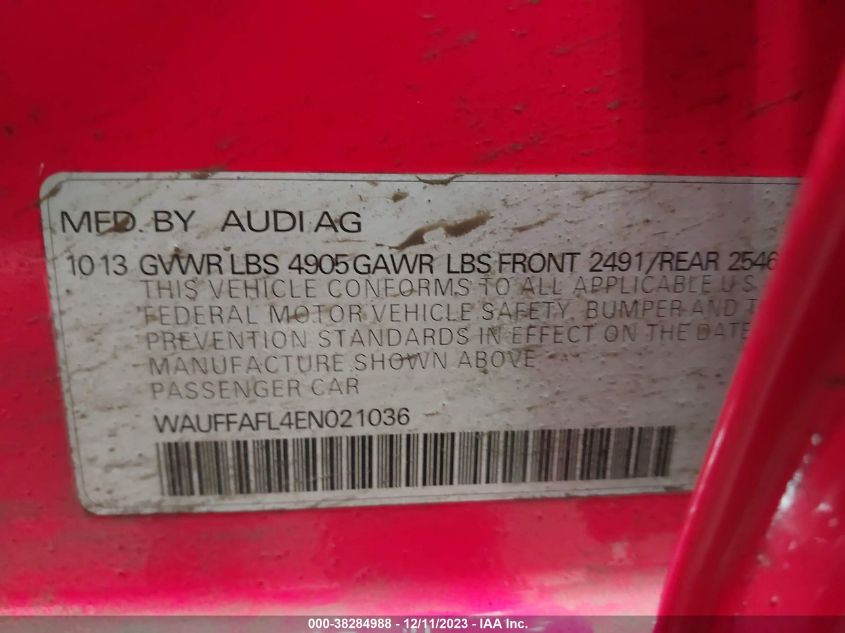 MFD. BY AUDI AG
10 13 GVWR LBS 4905 GAWR LBS FRONT 2491/REAR 2546
THIS VEHICLE CONFORMS TO ALL APPLICABLE U S
FEDERAL MOTOR VEHICLE SAFETY, BUMPER AND T
PREVENTION STANDARDS IN EFFECT ON THE DATE
MANUFACTURE SHOWN ABOVE
PASSENGER CAR
WAUFFAFL4EN021036
000-38284988 - 12/11/2023 - IAA Inc.